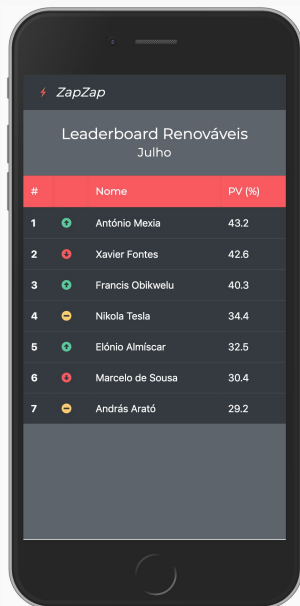 ZapZap
Leaderboard Renováveis
Julho
# Nome PV (%)
1 António Mexia 43.2
2 Xavier Fontes 42.6
3 Francis Obikwelu 40.3
4 Nikola Tesla 34.4
5 Elónio Almíscar 32.5
6 Marcelo de Sousa 30.4
7 András Arató 29.2